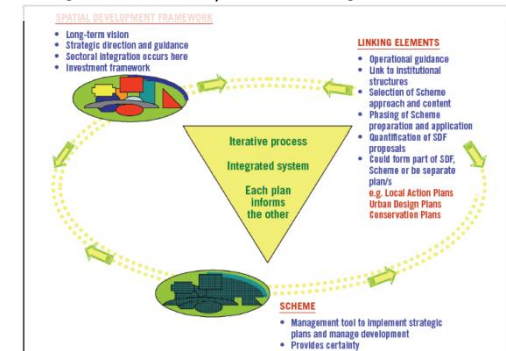 SPATIAL DEVELOPMENT FRAMEWORK
• Long-term vision
• Strategic direction and guidance
• Sectoral integration occurs here
• Investment framework
LINKING ELEMENTS
• Operational guidance
• Link to institutional
structures
• Selection of Scheme
approach and content
• Phasing of Scheme
preparation and application
• Quantification of SDF
proposals
• Could form part of SDF,
Scheme or be separate
plan/s
e.g. Local Action Plans
Urban Design Plans
Conservation Plans
Iterative process
Integrated system
Each plan
informs
the other
SCHEME
• Management tool to implement strategic
plans and manage development
• Provides certainty